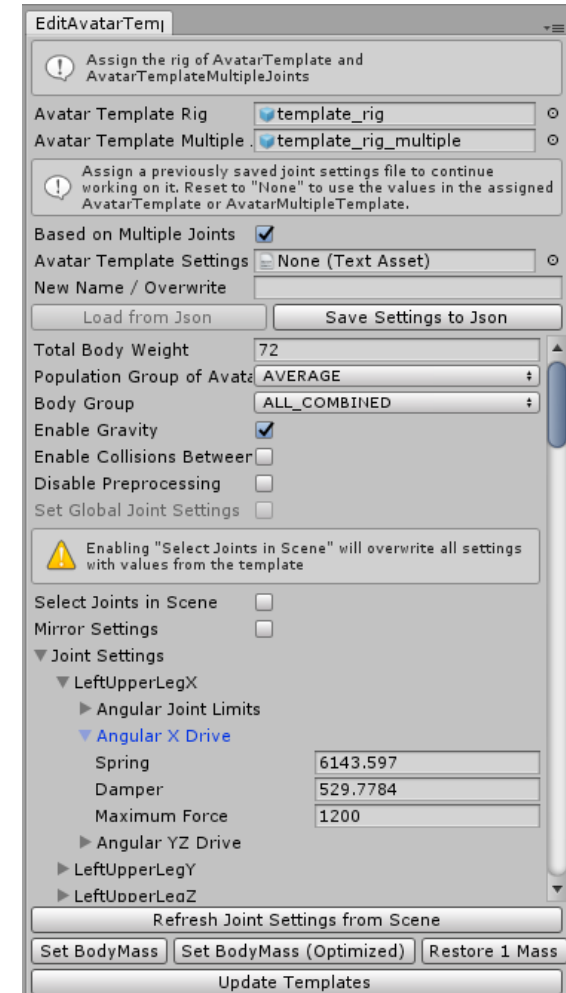 EditAvatarTem
Assign the rig of AvatarTemplate and
AvatarTemplateMultipleJoints
Avatar Template Rig template_rig
Avatar Template Multiple . template_rig_multiple
Assign a previously saved joint settings file to continue
working on it. Reset to "None" to use the values in the assigned
AvatarTemplate or AvatarMultipleTemplate.
Based on Multiple Joints
Avatar Template Settings None (Text Asset)
New Name / Overwrite
Load from Json Save Settings to Json
Total Body Weight 72
Population Group of Avata AVERAGE
Body Group ALL_COMBINED
Enable Gravity
Enable Collisions Between
Disable Preprocessing
Set Global Joint Settings
Enabling "Select Joints in Scene" will overwrite all settings
with values from the template
Select Joints in Scene
Mirror Settings
Joint Settings
LeftUpperLegX
Angular Joint Limits
Angular X Drive
Spring 6143.597
Damper 529.7784
Maximum Force 1200
Angular YZ Drive
LeftUpperLegY
LeftUpperLegZ
Refresh Joint Settings from Scene
Set BodyMass Set BodyMass (Optimized) Restore 1 Mass
Update Templates